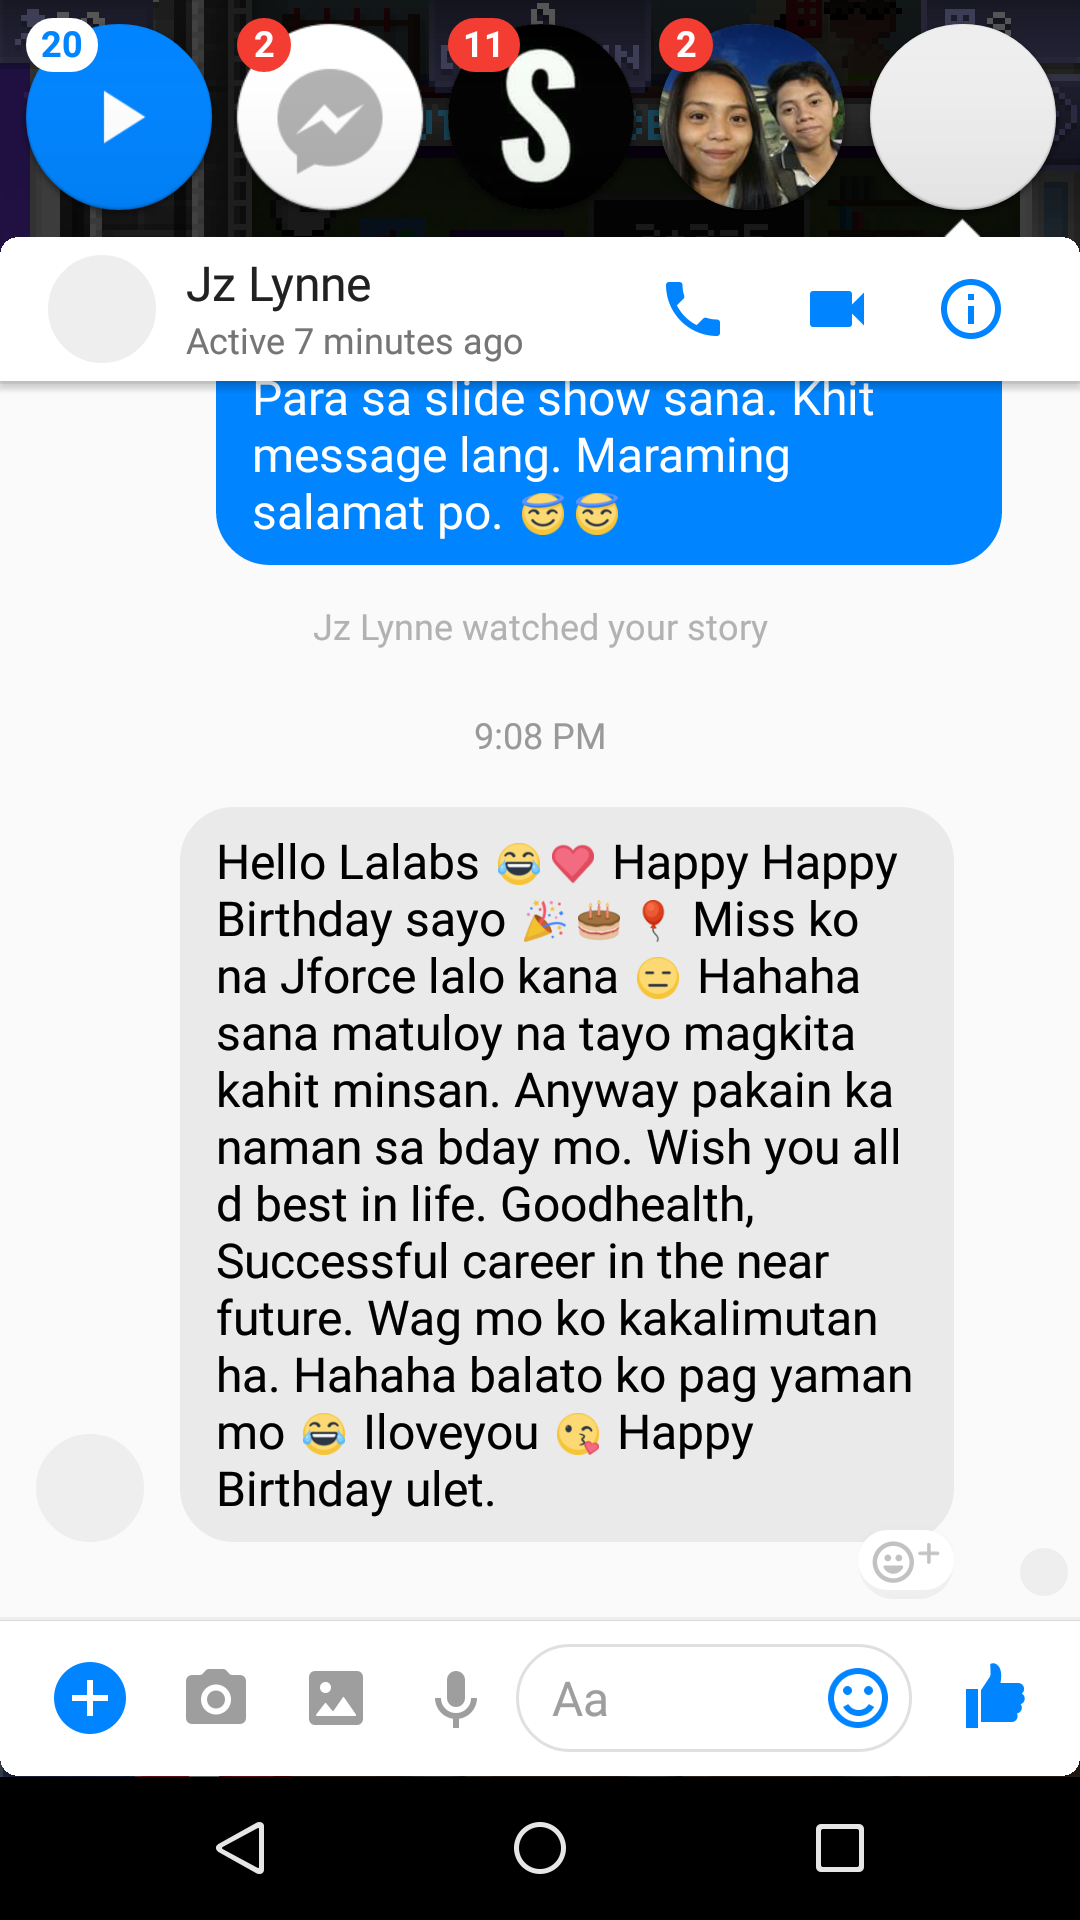 20
2
11
S
2
Jz Lynne
Active 7 minutes ago
Para sa slide show sana. Khit
message lang. Maraming
salamat po. 😇😇
Jz Lynne watched your story
9:08 PM
Hello Lalabs 😂❤️ Happy Happy
Birthday sayo 🎉🎂🎈 Miss ko
na Jforce lalo kana 😑 Hahaha
sana matuloy na tayo magkita
kahit minsan. Anyway pakain ka
naman sa bday mo. Wish you all
d best in life. Goodhealth,
Successful career in the near
future. Wag mo ko kakalimutan
ha. Hahaha balato ko pag yaman
mo 😂 Iloveyou 😘 Happy
Birthday ulet.
Aa